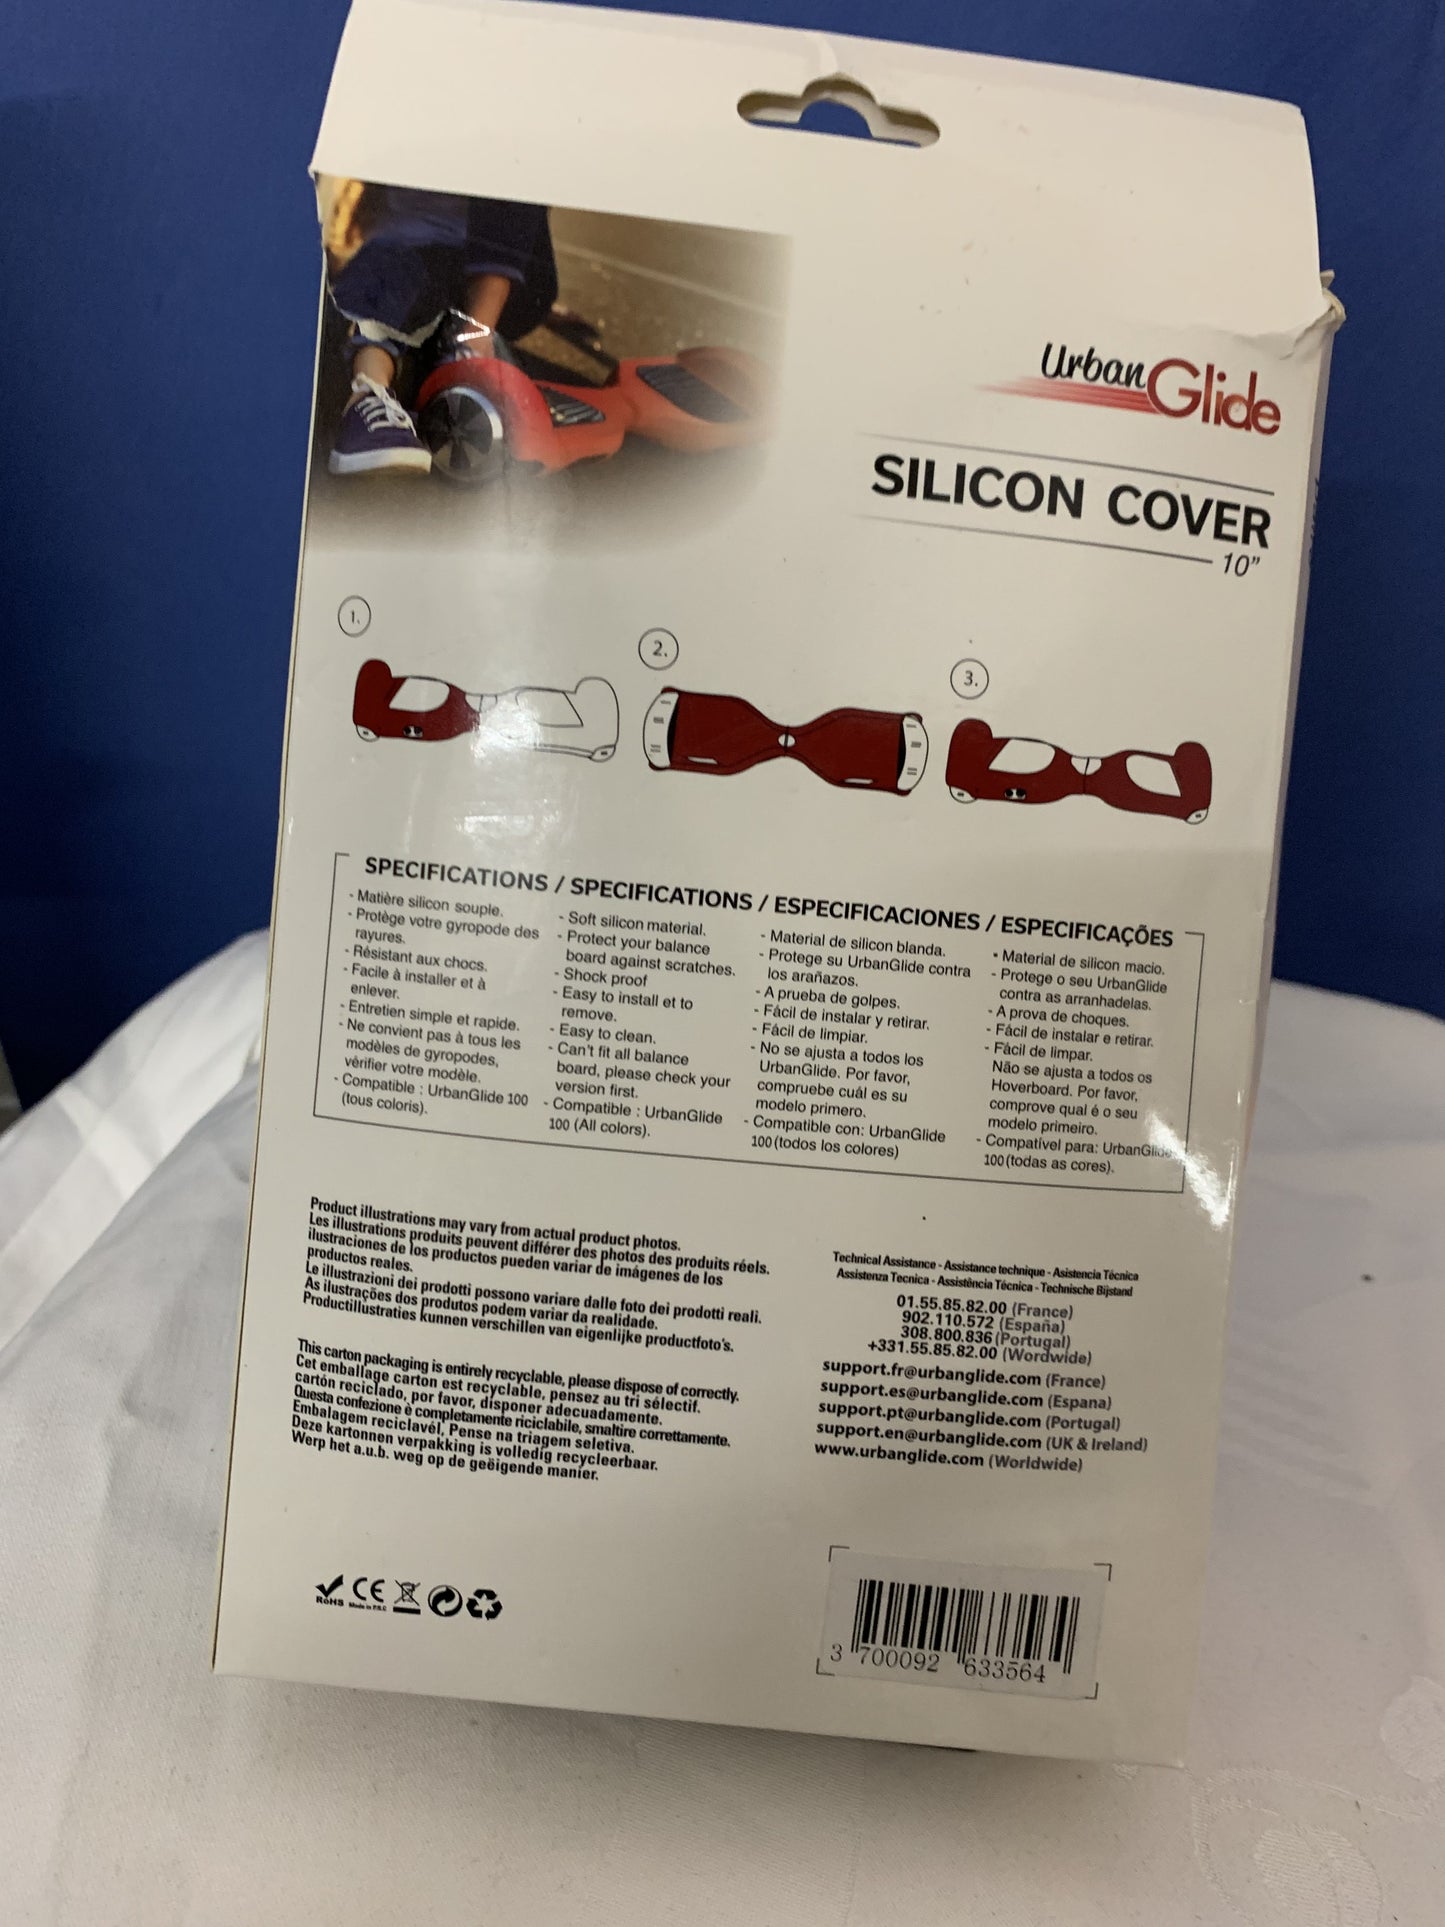 UrbanGlide
SILICON COVER
10”
1.
2.
3.
SPECIFICATIONS / SPECIFICATIONS / ESPECIFICACIONES / ESPECIFICAÇÕES
- Matière silicon souple.
- Protège votre gyropode des
rayures.
- Résistant aux chocs.
- Facile à installer et à
enlever.
- Entretien simple et rapide.
- Ne convient pas à tous les
modèles de gyropodes,
vérifier votre modèle.
- Compatible : UrbanGlide 100
(tous coloris).
- Soft silicon material.
- Protect your balance
board against scratches.
- Shock proof
- Easy to install et to
remove.
- Easy to clean.
- Can't fit all balance
board, please check your
version first.
- Compatible : UrbanGlide
100 (All colors).
- Material de silicon blanda.
- Protege su UrbanGlide contra
los arañazos.
- A prueba de golpes.
- Fácil de instalar y retirar.
- Fácil de limpiar.
- No se ajusta a todos los
UrbanGlide. Por favor,
compruebe cuál es su
modelo primero.
- Compatible con: UrbanGlide
100 (todos los colores)
- Material de silicon macio.
- Protege o seu UrbanGlide
contra as arranhadelas.
- A prova de choques.
- Fácil de instalar e retirar.
- Fácil de limpar.
Não se ajusta a todos os
Hoverboard. Por favor,
comprove qual é o seu
modelo primeiro.
- Compatível para: UrbanGlide
100 (todas as cores).
Product illustrations may vary from actual product photos.
Les illustrations produits peuvent différer des photos des produits réels.
ilustraciones de los productos pueden variar de imágenes de los
productos reales.
Le illustrazioni dei prodotti possono variare dalle foto dei prodotti reali.
As ilustrações dos produtos podem variar da realidade.
Productillustraties kunnen verschillen van eigenlijke productfoto's.
This carton packaging is entirely recyclable, please dispose of correctly.
Cet emballage carton est recyclable, pensez au tri sélectif.
cartón reciclado, por favor, disponer adecuadamente.
Questa confezione è completamente riciclabile, smaltire correttamente.
Embalagem reciclavél, Pense na triagem seletiva.
Deze kartonnen verpakking is volledig recycleerbaar.
Werp het a.u.b. weg op de geëigende manier.
Technical Assistance - Assistance technique - Asistencia Técnica
Assistenza Tecnica - Assistência Técnica - Technische Bijstand
01.55.85.82.00 (France)
902.110.572 (España)
308.800.836 (Portugal)
+331.55.85.82.00 (Wordwide)
support.fr@urbanglide.com (France)
support.es@urbanglide.com (Espana)
support.pt@urbanglide.com (Portugal)
support.en@urbanglide.com (UK & Ireland)
www.urbanglide.com (Worldwide)
RoHS
CE
Made in P.R.C
3 700092 633564